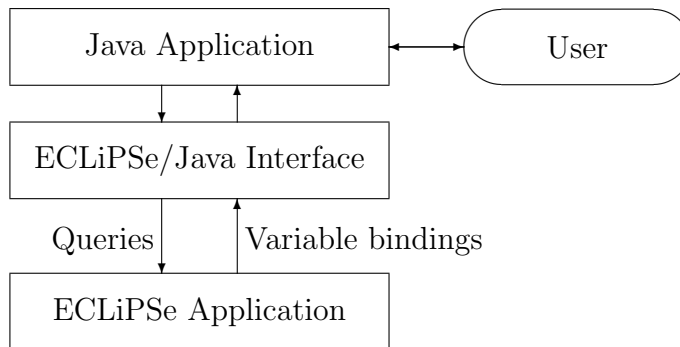 Java Application
User
ECLiPSe/Java Interface
Queries
Variable bindings
ECLiPSe Application